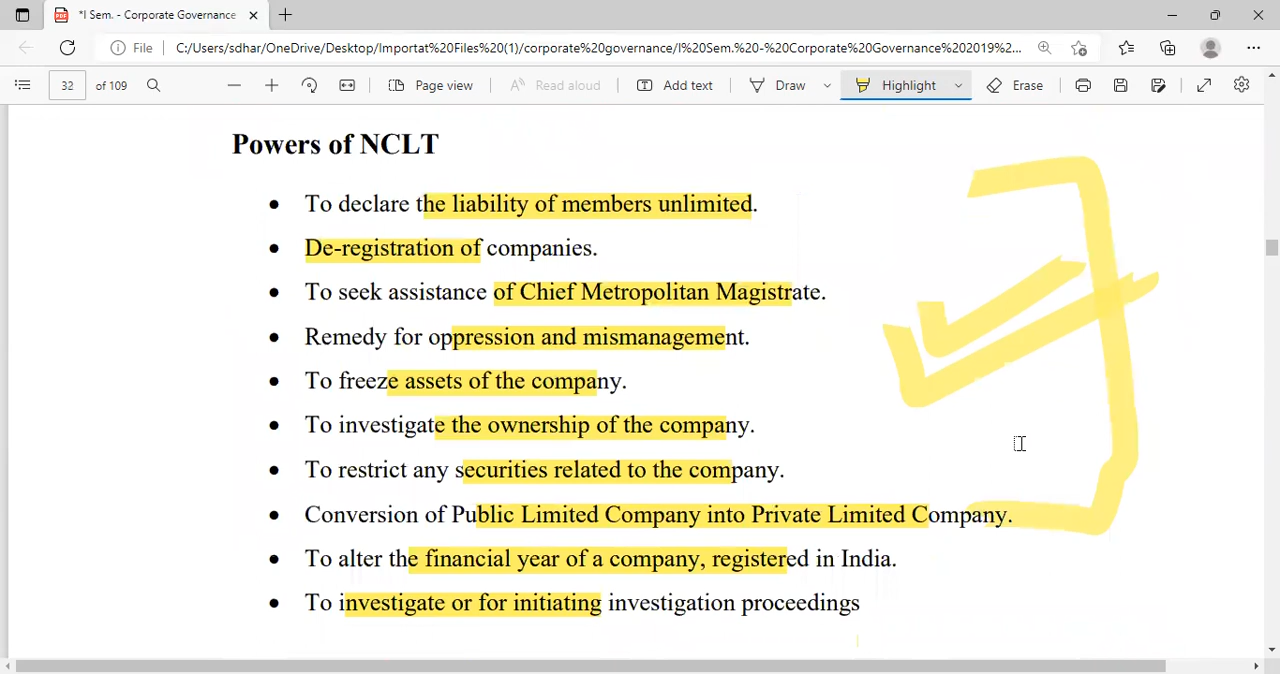 *I Sem. - Corporate Governance
File C:/Users/sdhar/OneDrive/Desktop/Importat%20Files%20(1)/corporate%20governance/I%20Sem.%20-%20Corporate%20Governance%202019%2...
32 of 109 Page view Read aloud Add text Draw Highlight Erase
Powers of NCLT
• To declare the liability of members unlimited.
• De-registration of companies.
• To seek assistance of Chief Metropolitan Magistrate.
• Remedy for oppression and mismanagement.
• To freeze assets of the company.
• To investigate the ownership of the company.
• To restrict any securities related to the company.
• Conversion of Public Limited Company into Private Limited Company.
• To alter the financial year of a company, registered in India.
• To investigate or for initiating investigation proceedings